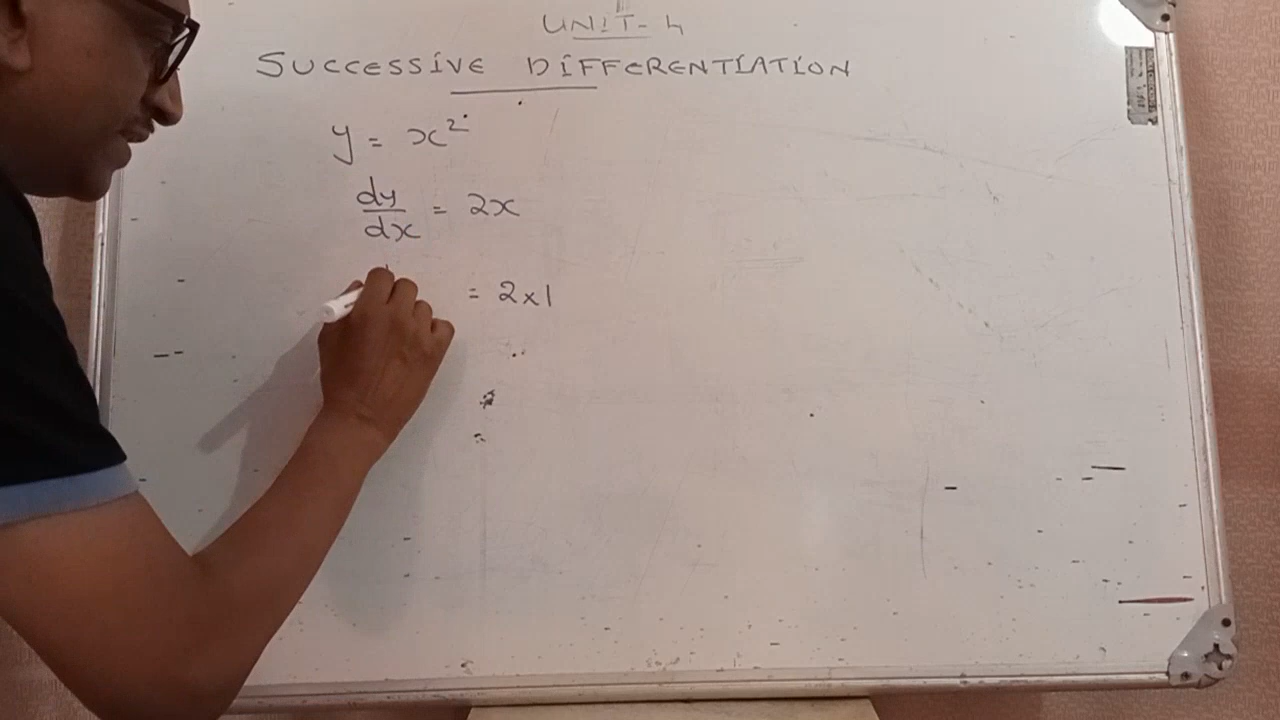 UNIT-4
SUCCESSIVE DIFFERENTIATION
y = x²
dy/dx = 2x
= 2x1